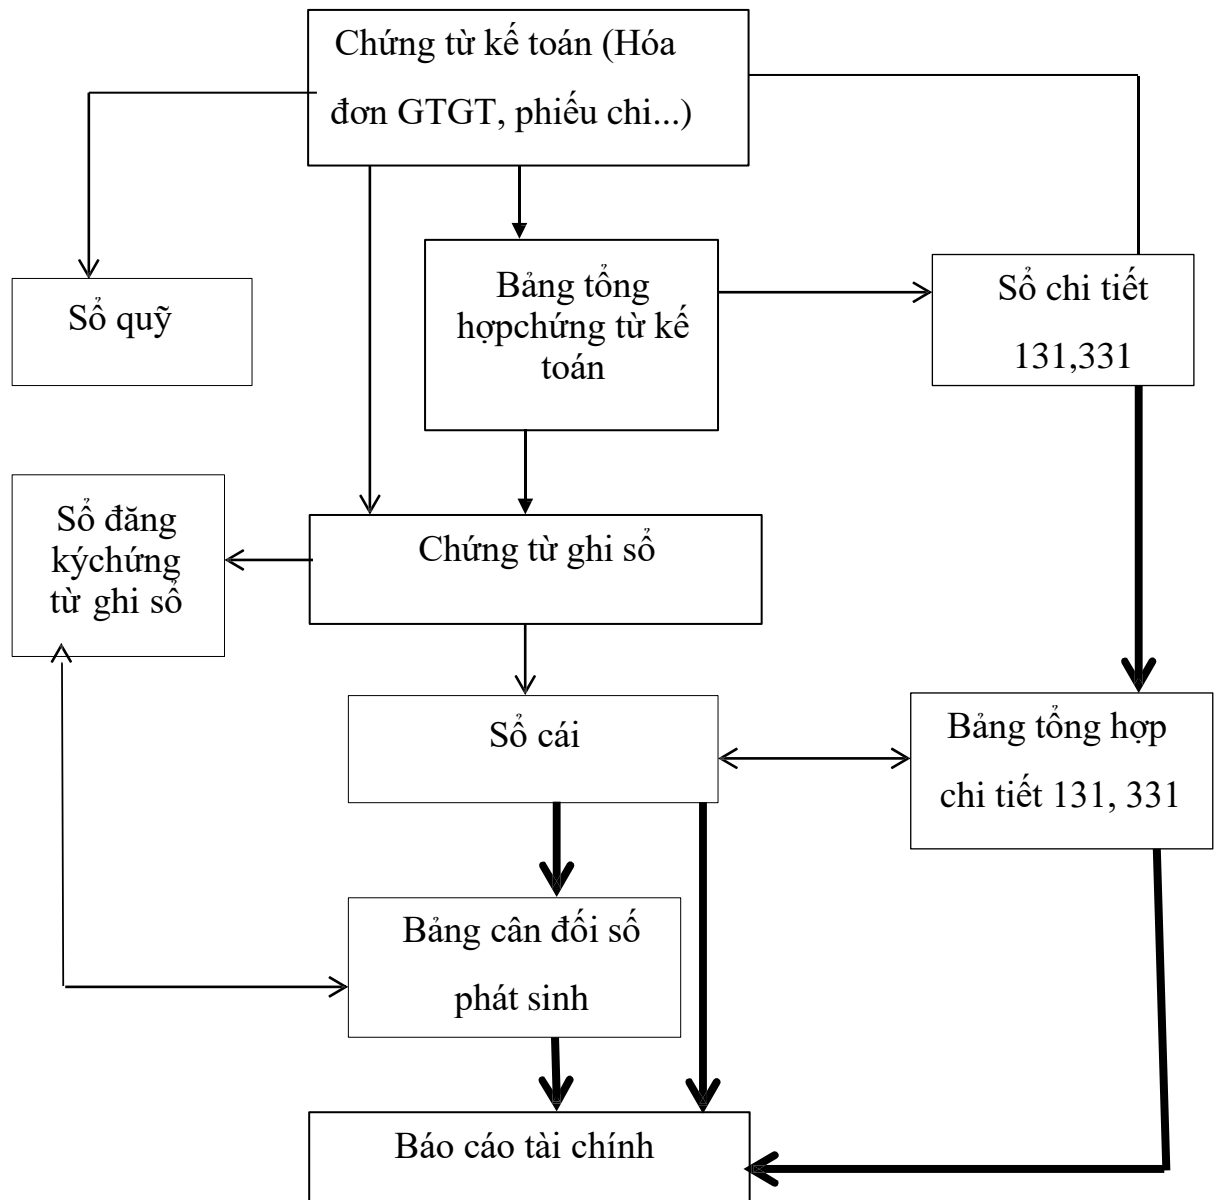 Chứng từ kế toán (Hóa
đơn GTGT, phiếu chi...)
Sổ quỹ
Bảng tổng
hợpchứng từ kế
toán
Sổ chi tiết
131,331
Sổ đăng
kýchứng
từ ghi sổ
Chứng từ ghi sổ
Sổ cái
Bảng tổng hợp
chi tiết 131, 331
Bảng cân đối số
phát sinh
Báo cáo tài chính